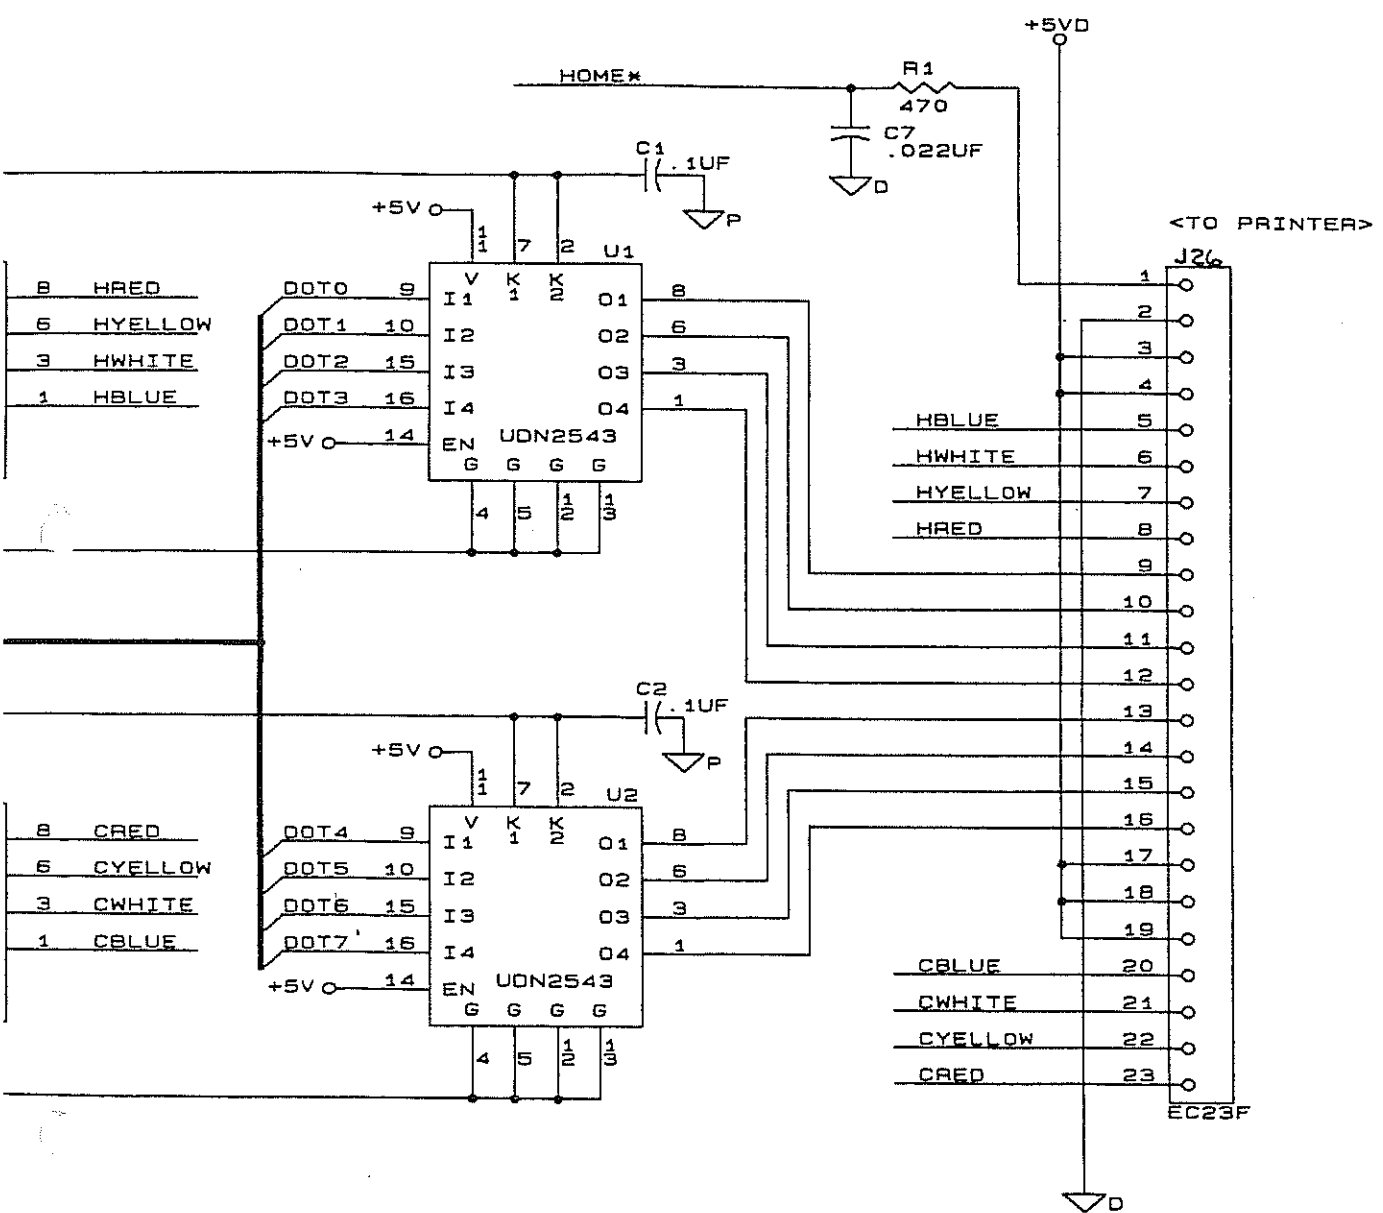 +5VD
HOME*
R1
470
C7
.022UF
D
C1
.1UF
P
<TO PRINTER>
J26
+5V
11
7
2
U1
8 HRED
6 HYELLOW
3 HWHITE
1 HBLUE
DOT0 9
DOT1 10
DOT2 15
DOT3 16
+5V 14
V
K1
K2
I1
I2
I3
I4
EN
O1
O2
O3
O4
UDN2543
G G G G
8
6
3
1
4
5
12
13
1
2
3
4
HBLUE 5
HWHITE 6
HYELLOW 7
HRED 8
9
10
11
12
13
14
15
16
17
18
19
CBLUE 20
CWHITE 21
CYELLOW 22
CRED 23
EC23F
D
C2
.1UF
P
+5V
11
7
2
U2
8 CRED
6 CYELLOW
3 CWHITE
1 CBLUE
DOT4 9
DOT5 10
DOT6 15
DOT7 16
+5V 14
V
K1
K2
I1
I2
I3
I4
EN
O1
O2
O3
O4
UDN2543
G G G G
8
6
3
1
4
5
12
13